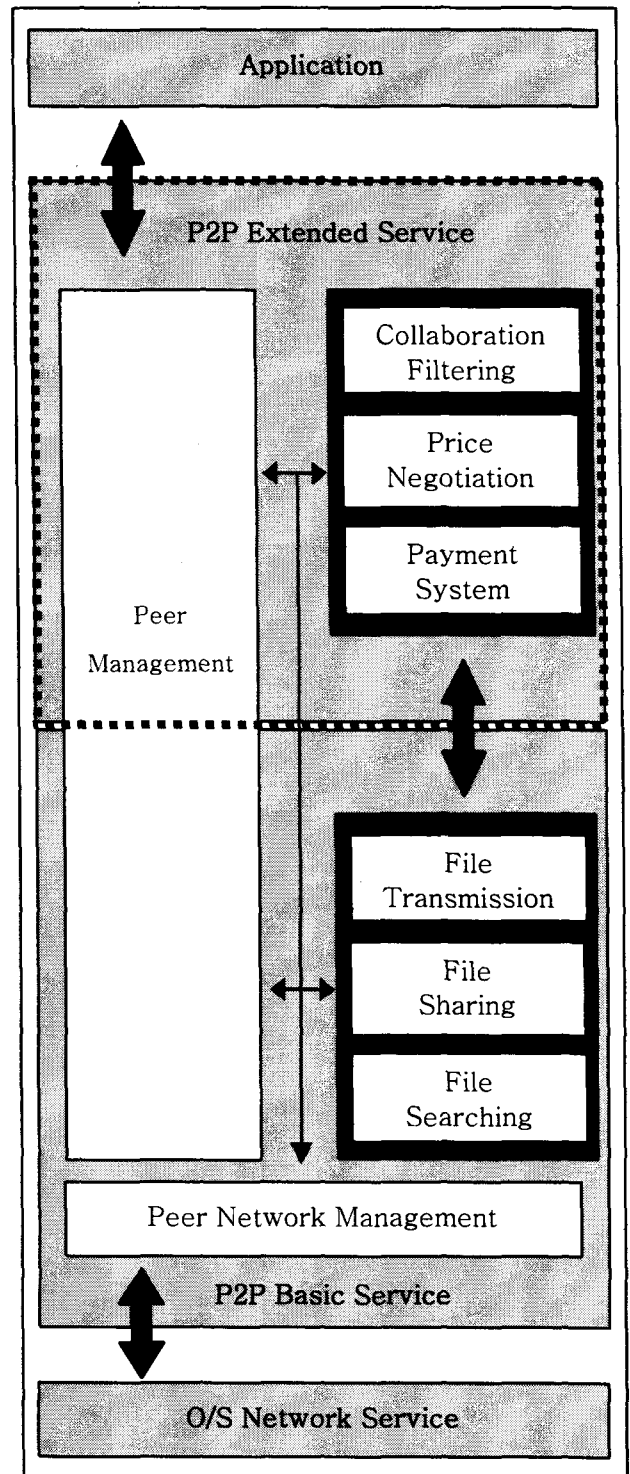 Application
P2P Extended Service
Collaboration
Filtering
Price
Negotiation
Payment
System
Peer
Management
File
Transmission
File
Sharing
File
Searching
Peer Network Management
P2P Basic Service
O/S Network Service